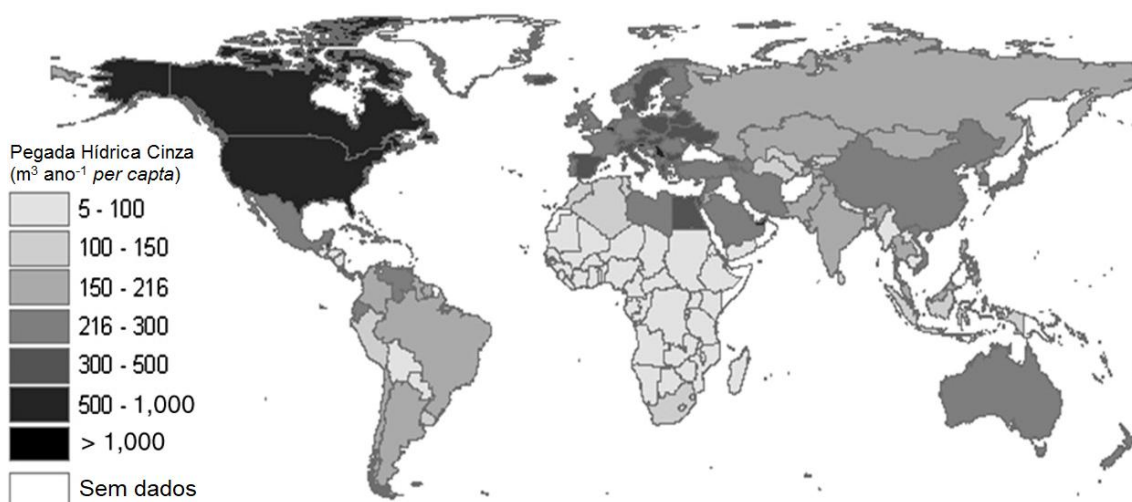 Pegada Hídrica Cinza
(m³ ano⁻¹ per capta)
5 - 100
100 - 150
150 - 216
216 - 300
300 - 500
500 - 1,000
> 1,000
Sem dados